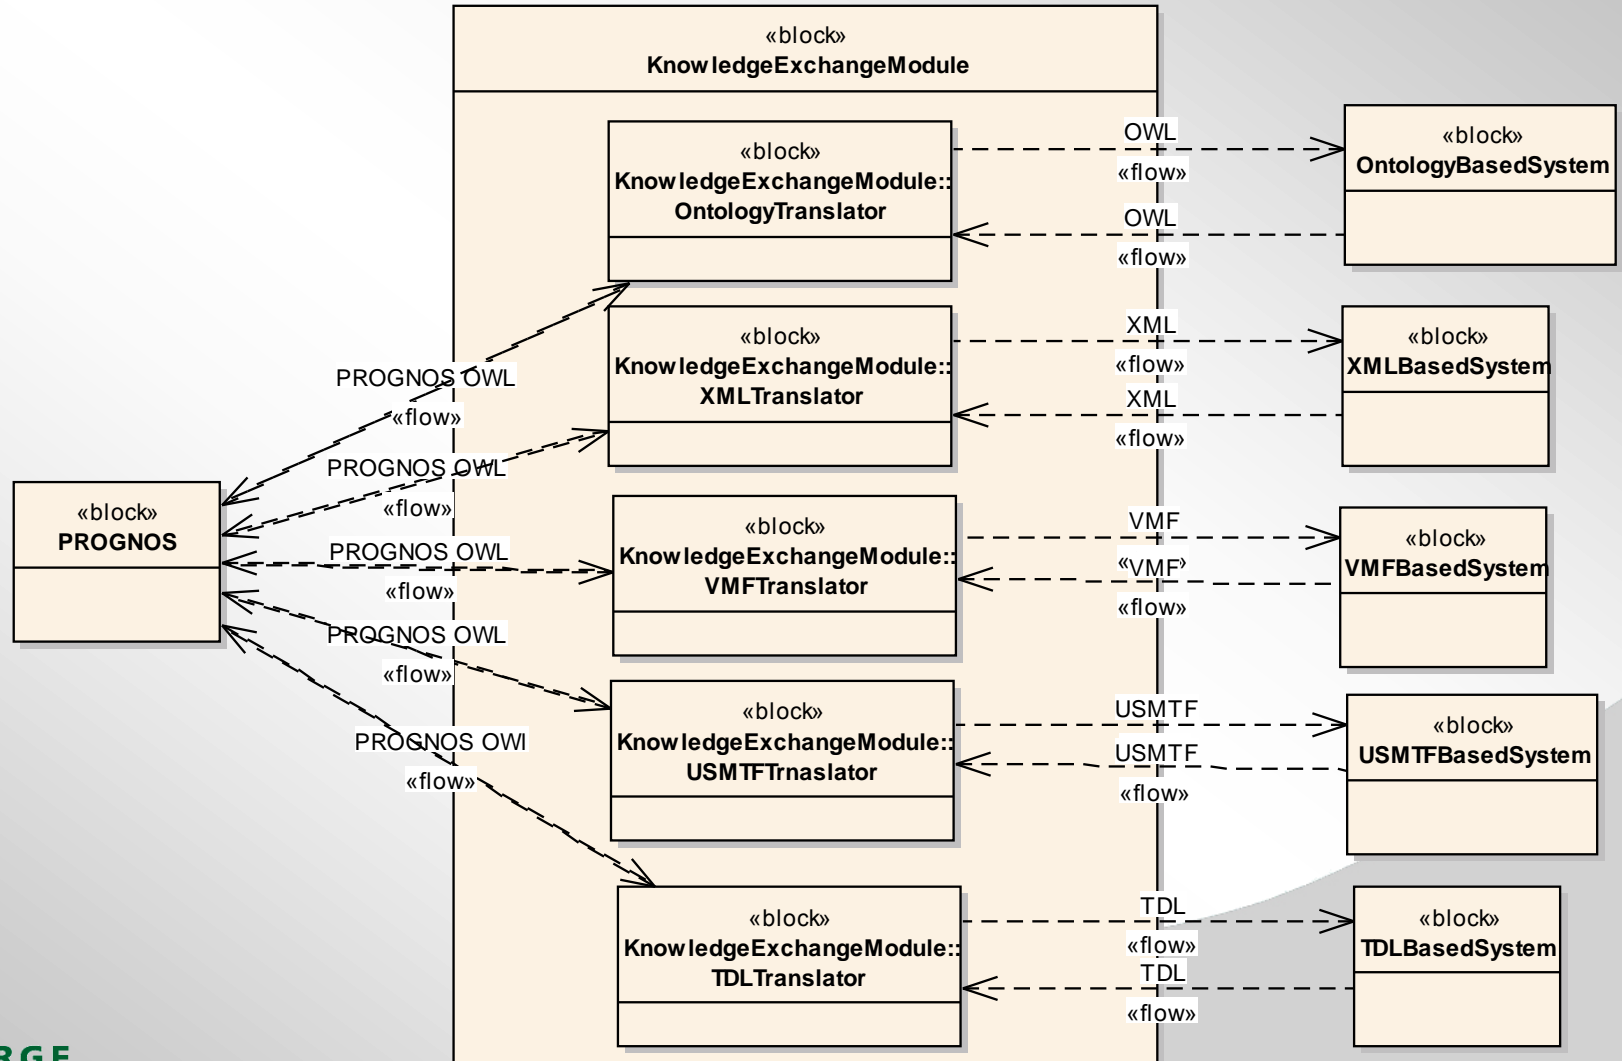 «block»
KnowledgeExchangeModule
«block»
KnowledgeExchangeModule::
OntologyTranslator
OWL
«flow»
OWL
«flow»
«block»
OntologyBasedSystem
«block»
KnowledgeExchangeModule::
XMLTranslator
XML
«flow»
XML
«flow»
«block»
XMLBasedSystem
PROGNOS OWL
«flow»
PROGNOS OWL
«flow»
«block»
PROGNOS
PROGNOS OWL
«flow»
PROGNOS OWL
«flow»
PROGNOS OWl
«flow»
«block»
KnowledgeExchangeModule::
VMFTranslator
VMF
VMF
«flow»
«block»
VMFBasedSystem
«block»
KnowledgeExchangeModule::
USMTFTrnaslator
USMTF
USMTF
«flow»
«block»
USMTFBasedSystem
«block»
KnowledgeExchangeModule::
TDLTranslator
TDL
«flow»
TDL
«flow»
«block»
TDLBasedSystem
RGE